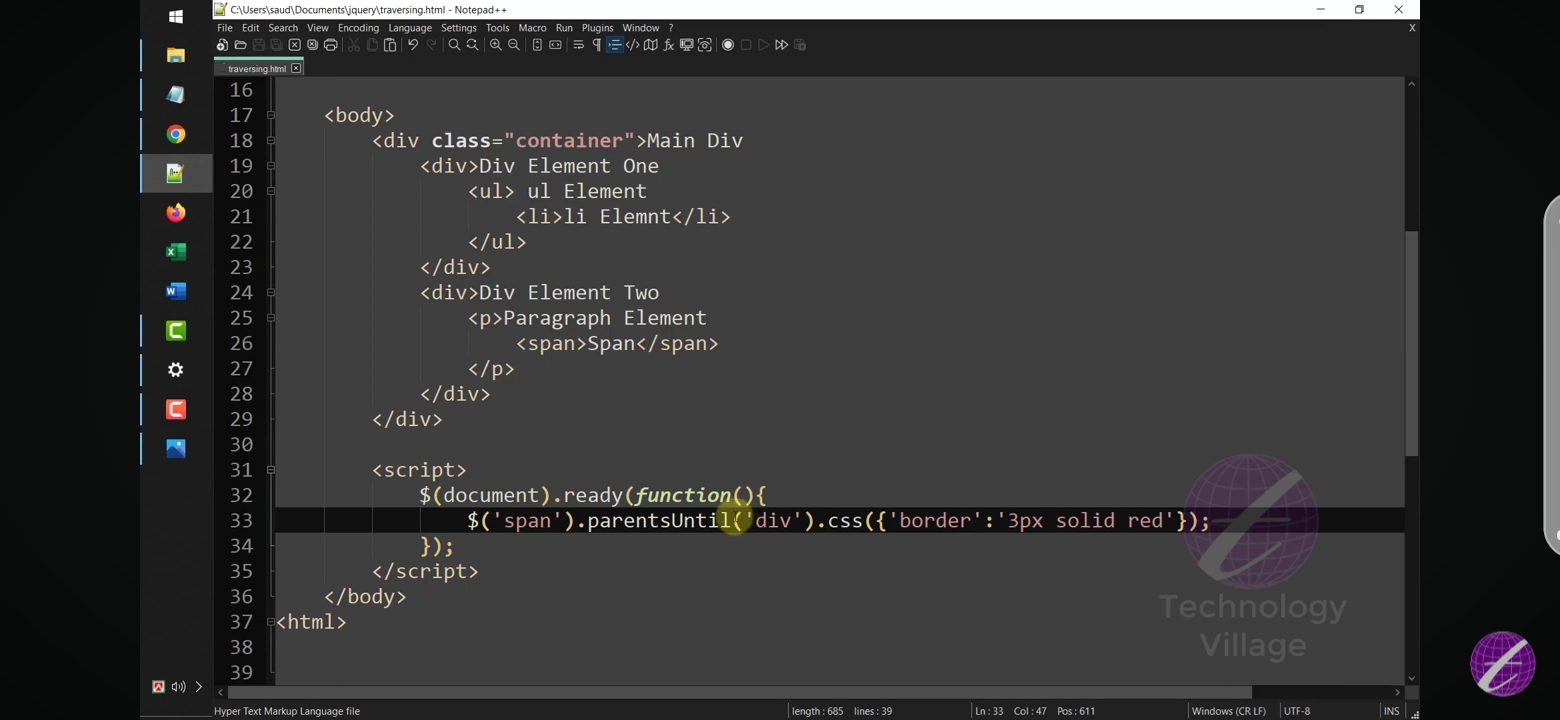 C:\Users\saud\Documents\jquery\traversing.html - Notepad++
File Edit Search View Encoding Language Settings Tools Macro Run Plugins Window ? X
traversing.html
16
17 <body>
18 <div class="container">Main Div
19 <div>Div Element One
20 <ul> ul Element
21 <li>li Elemnt</li>
22 </ul>
23 </div>
24 <div>Div Element Two
25 <p>Paragraph Element
26 <span>Span</span>
27 </p>
28 </div>
29 </div>
30
31 <script>
32 $(document).ready(function(){
33 $('span').parentsUntil('div').css({'border':'3px solid red'});
34 });
35 </script>
36 </body>
37 <html>
38
39
Technology
Village
Hyper Text Markup Language file length : 685 lines : 39 Ln : 33 Col : 47 Pos : 611 Windows (CR LF) UTF-8 INS